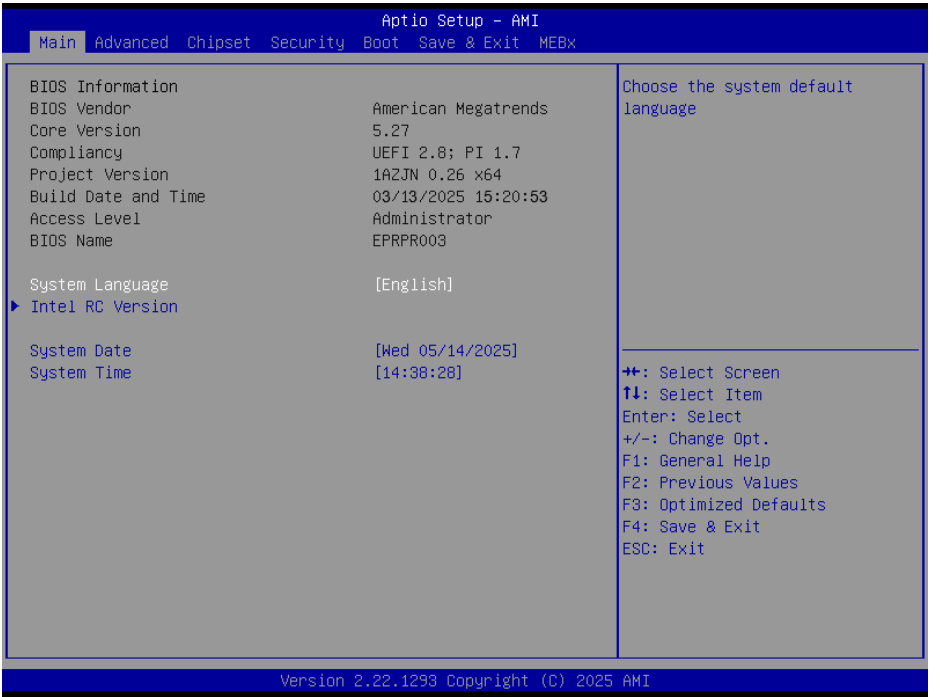 Aptio Setup - AMI
Main Advanced Chipset Security Boot Save & Exit MEBx
BIOS Information
BIOS Vendor American Megatrends
Core Version 5.27
Compliancy UEFI 2.8; PI 1.7
Project Version 1AZJN 0.26 x64
Build Date and Time 03/13/2025 15:20:53
Access Level Administrator
BIOS Name EPRPR003
System Language [English]
Intel RC Version
System Date [Wed 05/14/2025]
System Time [14:38:28]
Choose the system default
language
→←: Select Screen
↑↓: Select Item
Enter: Select
+/-: Change Opt.
F1: General Help
F2: Previous Values
F3: Optimized Defaults
F4: Save & Exit
ESC: Exit
Version 2.22.1293 Copyright (C) 2025 AMI